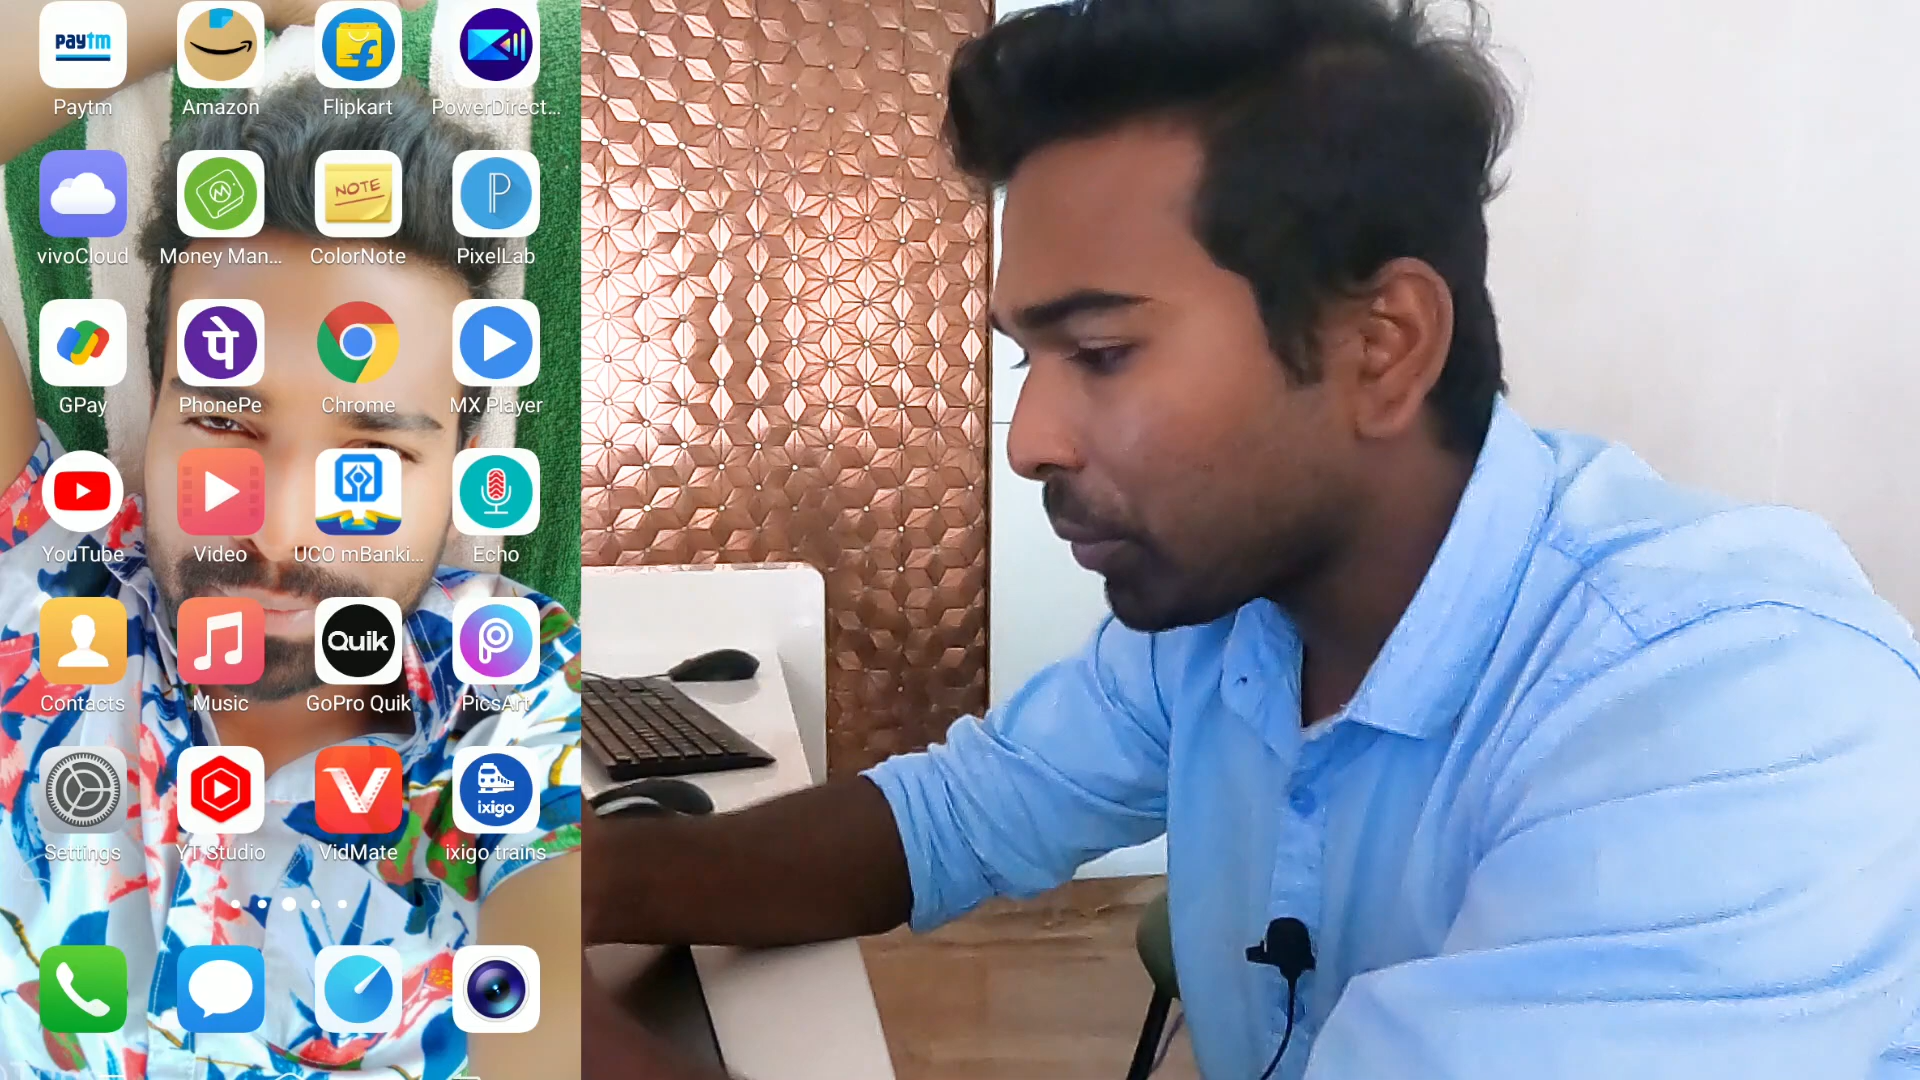 paytm
Paytm Amazon Flipkart PowerDirect...
NOTE
vivoCloud Money Man... ColorNote PixelLab
पे
GPay PhonePe Chrome MX Player
YouTube Video UCO mBanki... Echo
Quik
Contacts Music GoPro Quik PicsArt
ixigo
Settings YT Studio VidMate ixigo trains